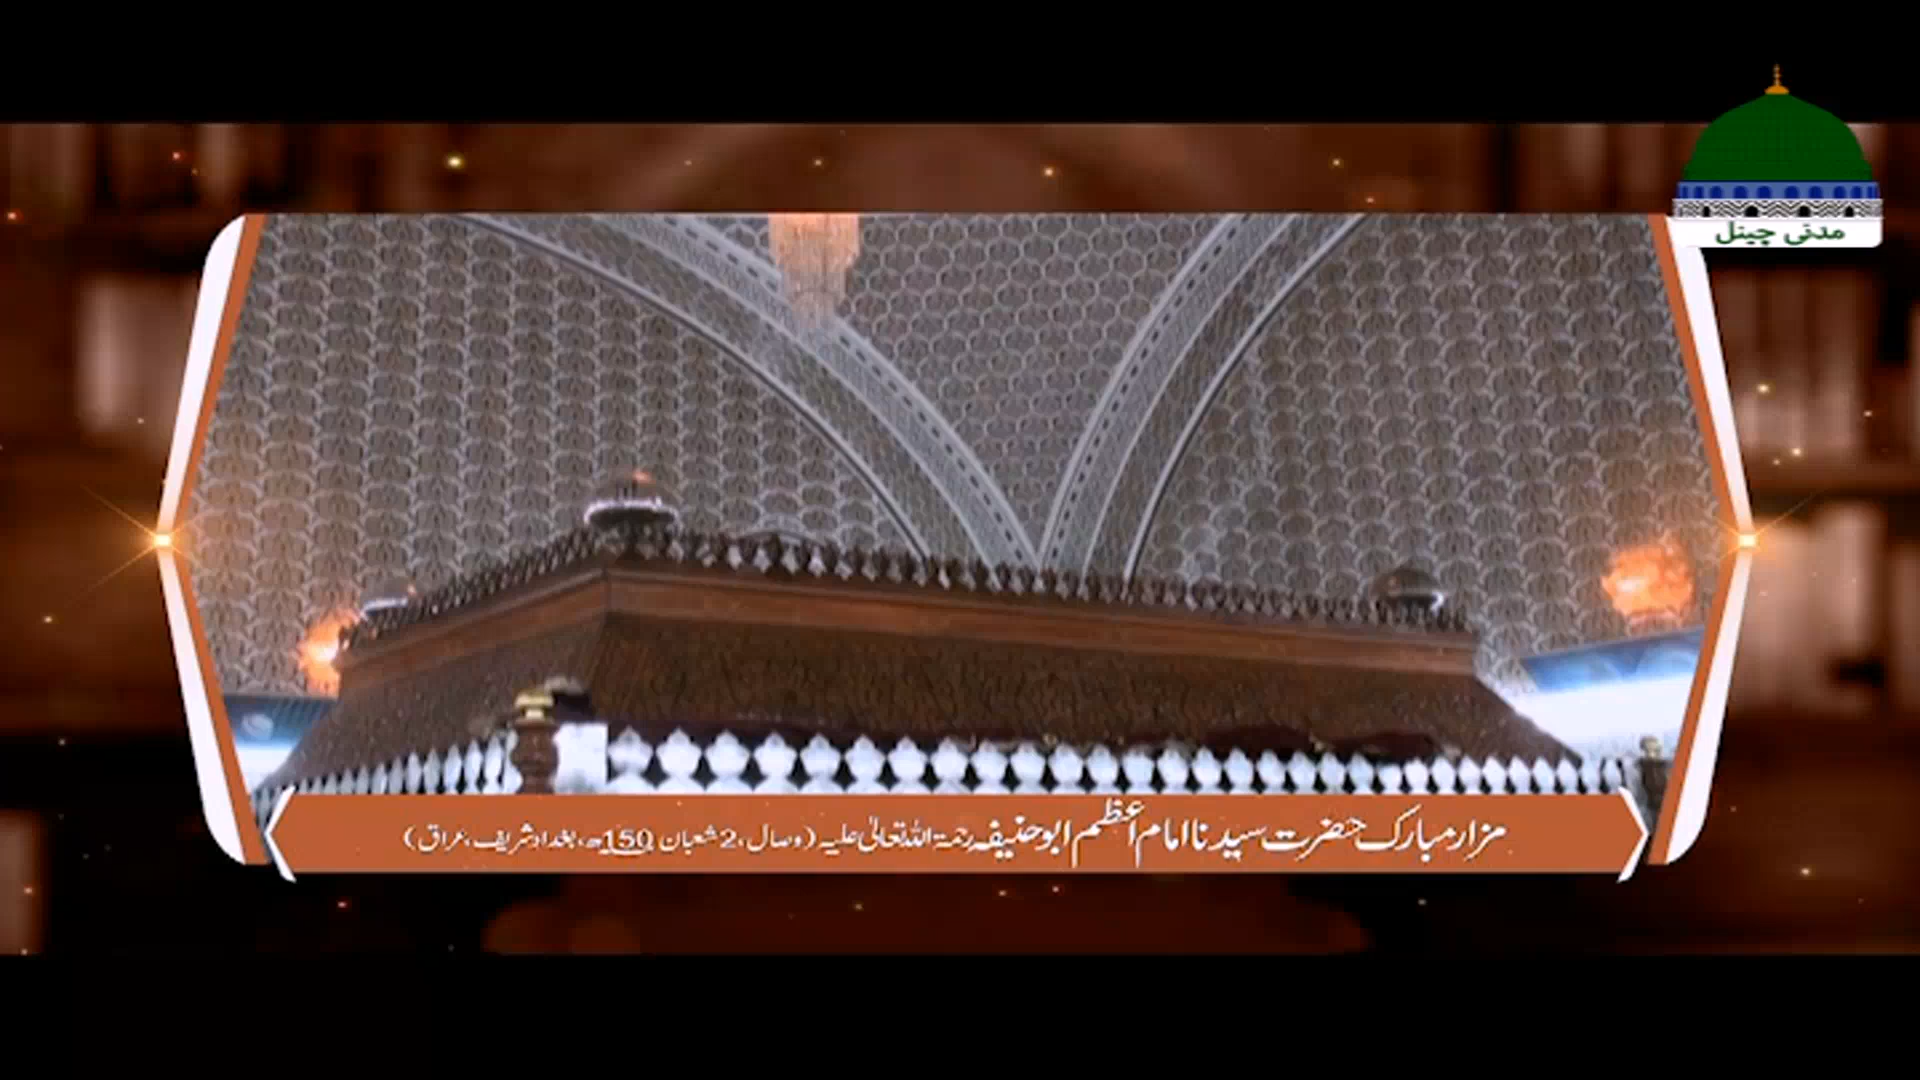 مدنی چینل
مزار مبارک حضرت سیدنا امام اعظم ابو حنیفہ رحمۃ اللہ تعالیٰ علیہ (وصال، 2 شعبان 150ھ، بغداد شریف، عراق)